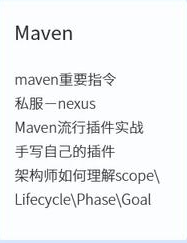 Maven
maven重要指令
私服－nexus
Maven流行插件实战
手写自己的插件
架构师如何理解scope\
Lifecycle\Phase\Goal